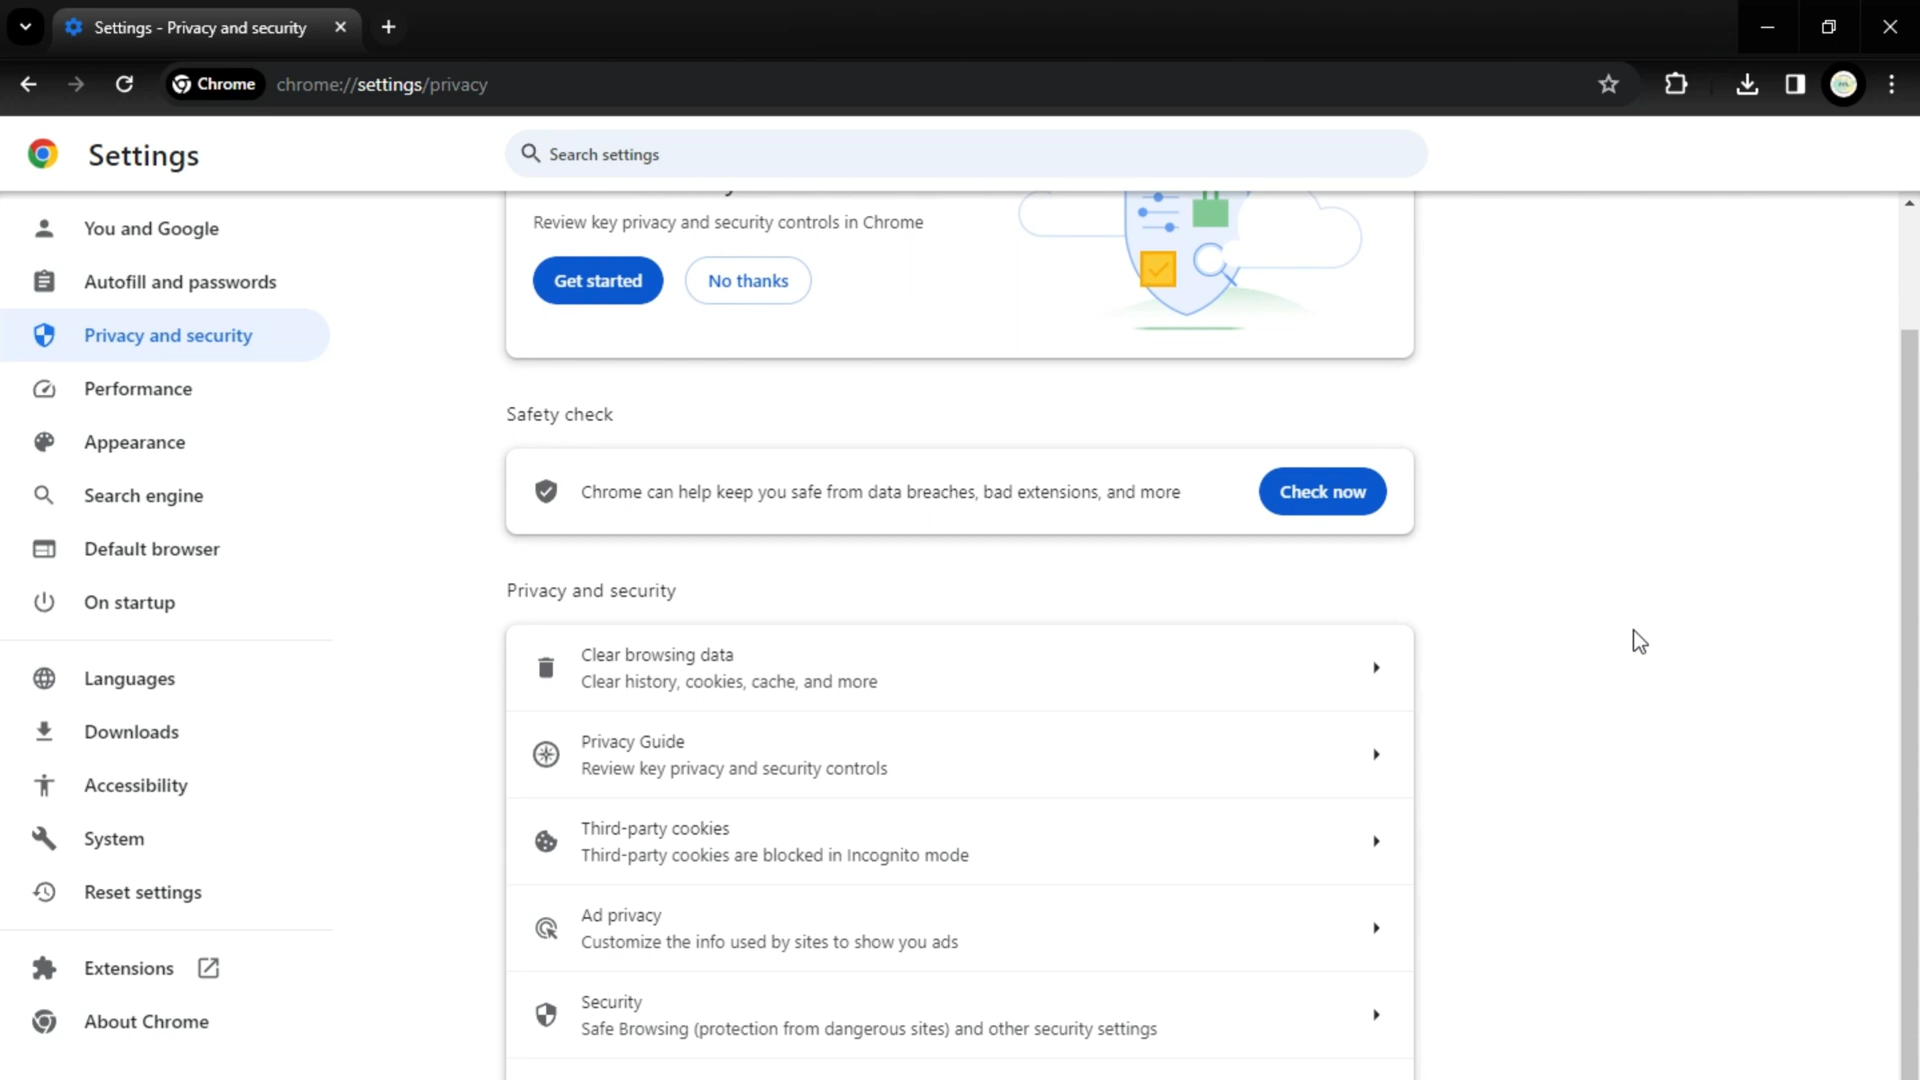 Settings - Privacy and security
Chrome
chrome://settings/privacy
Settings
Search settings
You and Google
Autofill and passwords
Privacy and security
Performance
Appearance
Search engine
Default browser
On startup
Languages
Downloads
Accessibility
System
Reset settings
Extensions
About Chrome
Review key privacy and security controls in Chrome
Get started
No thanks
Safety check
Chrome can help keep you safe from data breaches, bad extensions, and more
Check now
Privacy and security
Clear browsing data
Clear history, cookies, cache, and more
Privacy Guide
Review key privacy and security controls
Third-party cookies
Third-party cookies are blocked in Incognito mode
Ad privacy
Customize the info used by sites to show you ads
Security
Safe Browsing (protection from dangerous sites) and other security settings